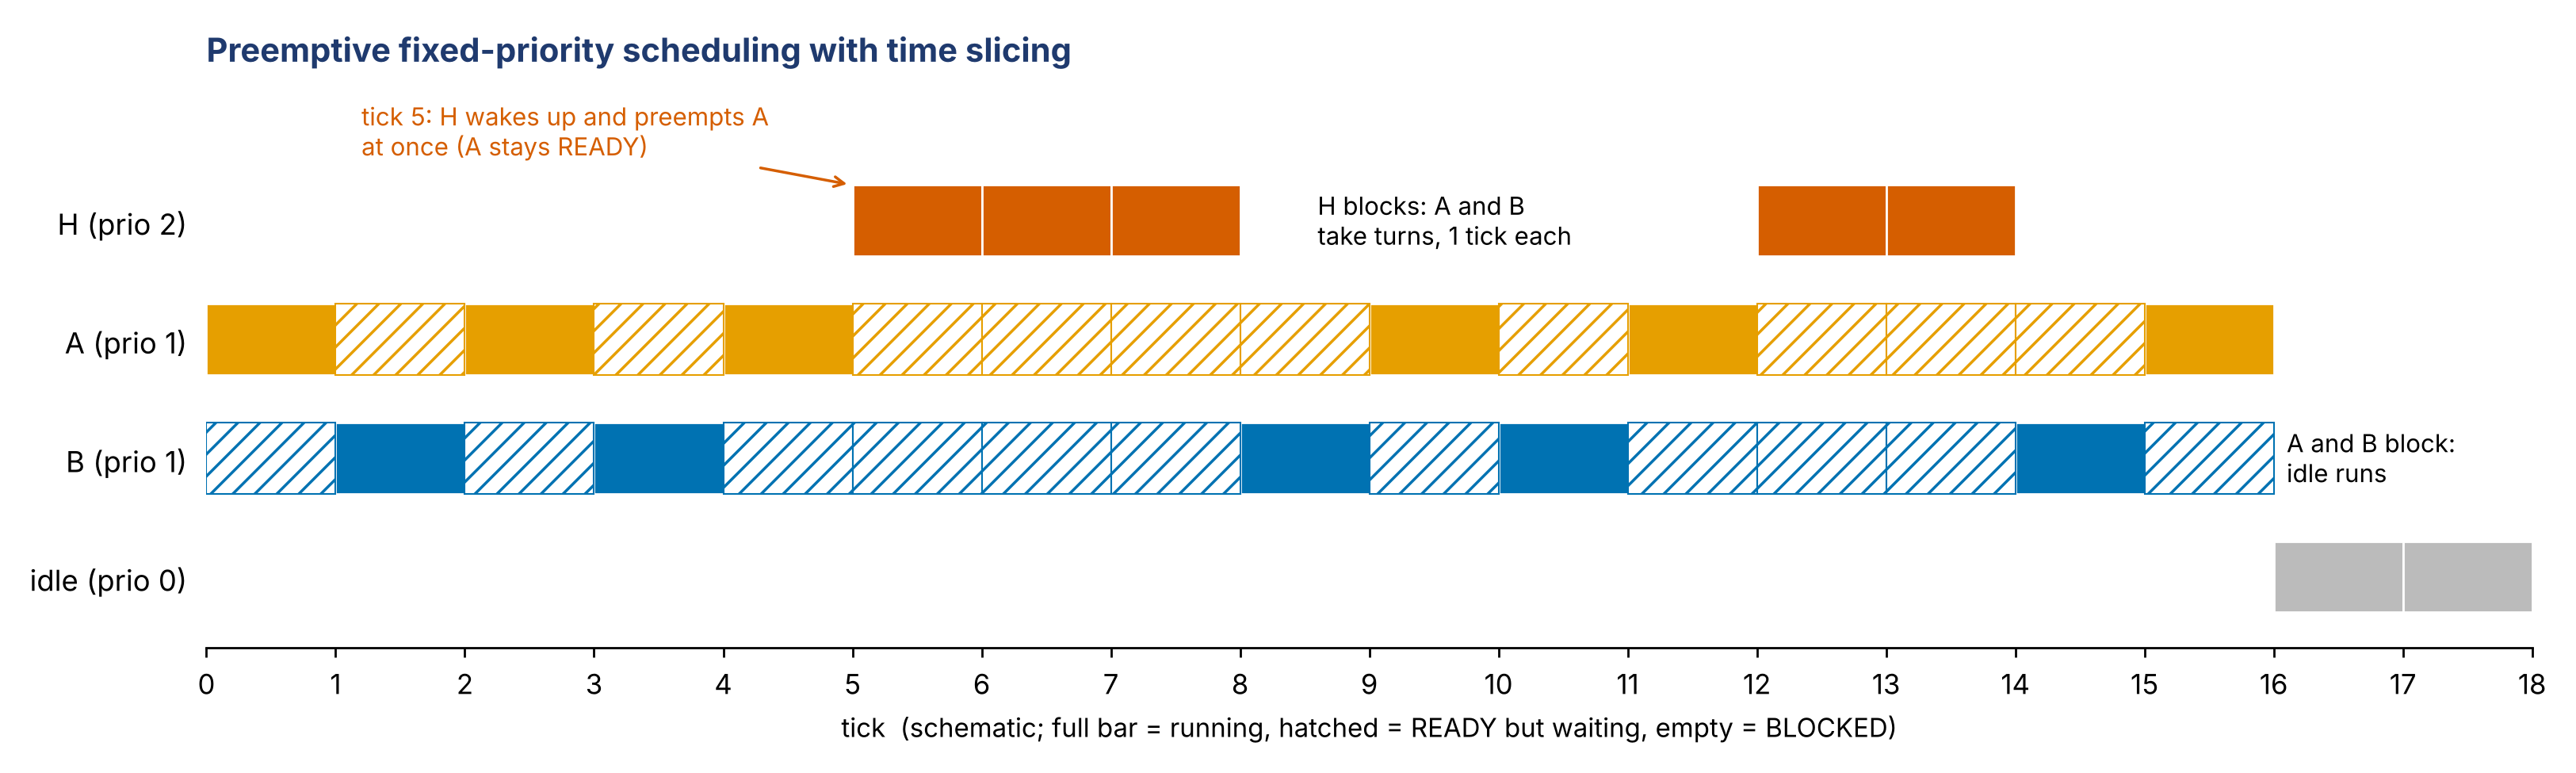 Preemptive fixed-priority scheduling with time slicing
tick 5: H wakes up and preempts A
at once (A stays READY)
H (prio 2)
H blocks: A and B
take turns, 1 tick each
A (prio 1)
B (prio 1)
A and B block:
idle runs
idle (prio 0)
0 1 2 3 4 5 6 7 8 9 10 11 12 13 14 15 16 17 18
tick (schematic; full bar = running, hatched = READY but waiting, empty = BLOCKED)